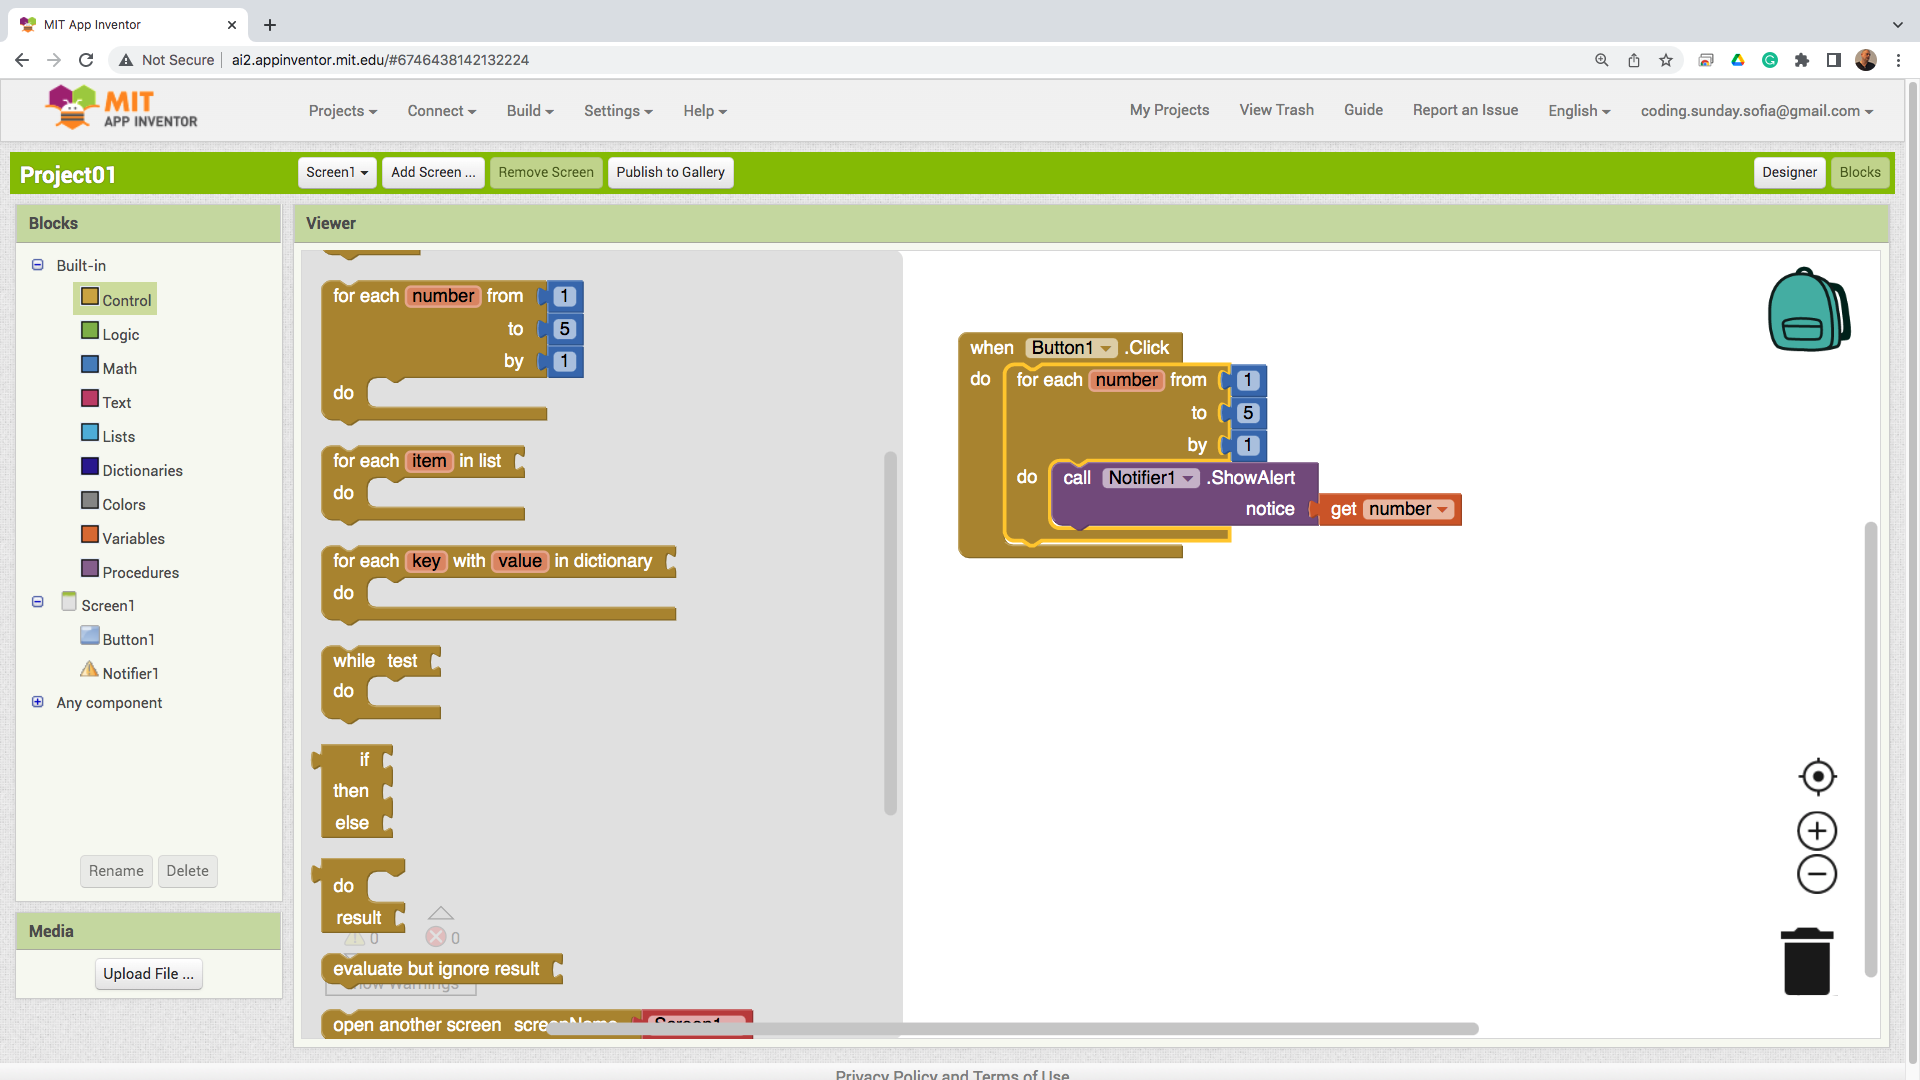 MIT App Inventor
Not Secure
ai2.appinventor.mit.edu/#6746438142132224
MIT
APP INVENTOR
Projects
Connect
Build
Settings
Help
My Projects
View Trash
Guide
Report an Issue
English
coding.sunday.sofia@gmail.com
Project01
Screen1
Add Screen ...
Remove Screen
Publish to Gallery
Designer
Blocks
Blocks
Built-in
Control
Logic
Math
Text
Lists
Dictionaries
Colors
Variables
Procedures
Screen1
Button1
Notifier1
Any component
Rename
Delete
Media
Upload File ...
Viewer
for each number from 1
to 5
by 1
do
for each item in list
do
for each key with value in dictionary
do
while test
do
if
then
else
do
result
0
0
evaluate but ignore result
Show Warnings
open another screen screenName Screen1
when Button1 .Click
do for each number from 1
to 5
by 1
do call Notifier1 .ShowAlert
notice get number
Privacy Policy and Terms of Use